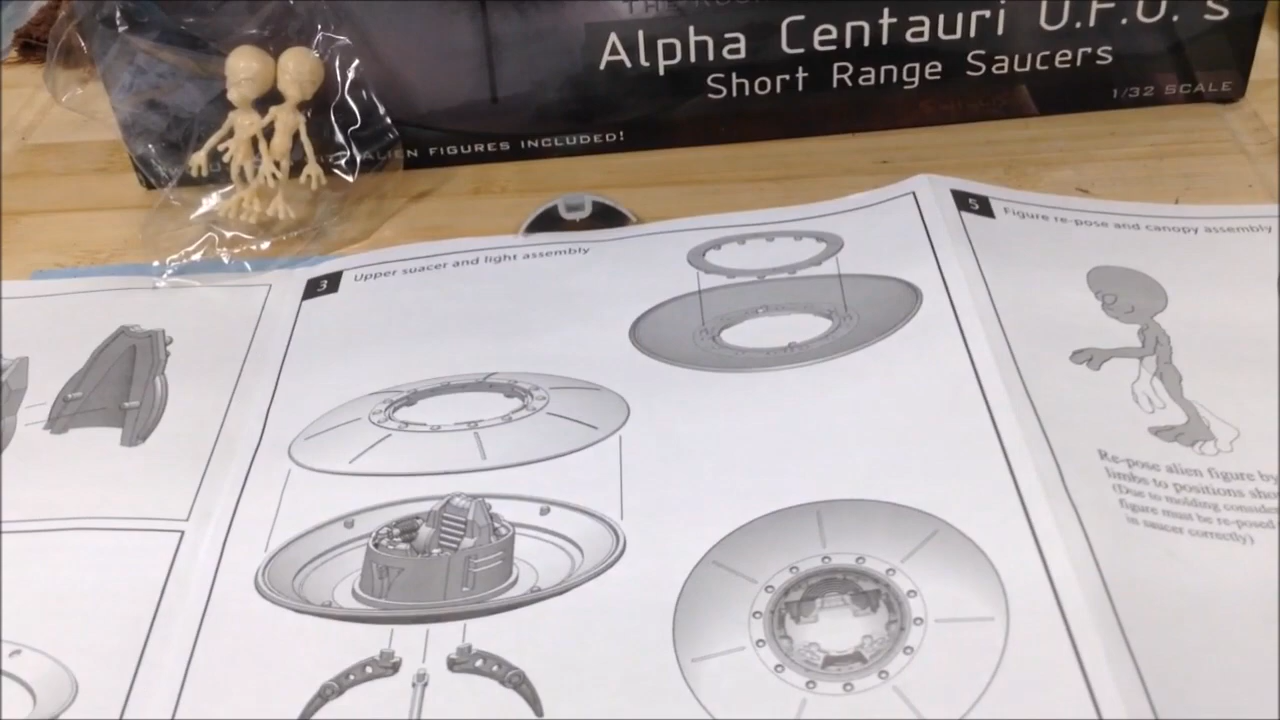 Alpha Centauri U.F.O.'s
Short Range Saucers
1/32 SCALE
ALIEN FIGURES INCLUDED!
3 Upper suacer and light assembly
5 Figure re-pose and canopy assembly
Re-pose alien figure by
limbs to positions sho
(Due to molding consider
figure must be re-posed
in saucer correctly)